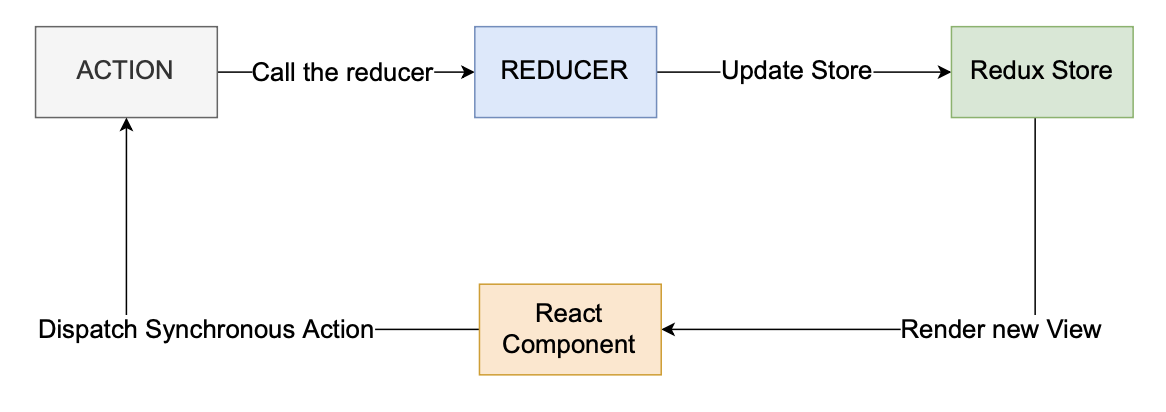 ACTION
Call the reducer
REDUCER
Update Store
Redux Store
Dispatch Synchronous Action
React
Component
Render new View